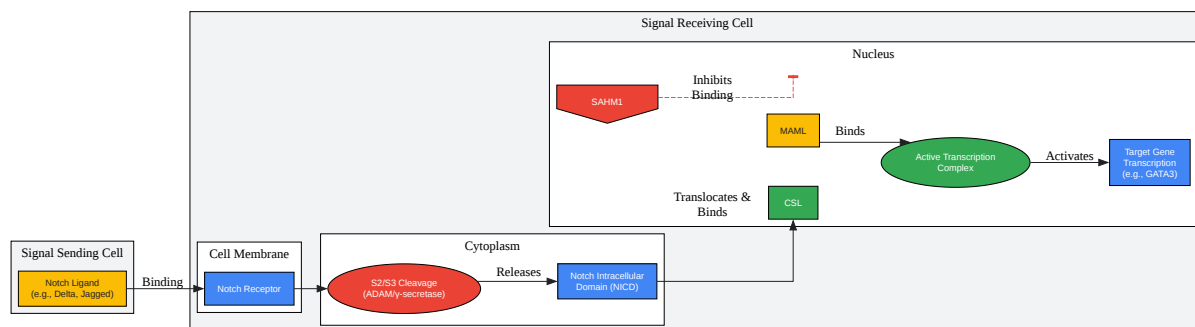 Signal Receiving Cell
Nucleus
SAHM1
Inhibits
Binding
MAML
Binds
Active Transcription
Complex
Activates
Target Gene
Transcription
(e.g., GATA3)
Translocates &
Binds
CSL
Signal Sending Cell
Notch Ligand
(e.g., Delta, Jagged)
Binding
Cell Membrane
Notch Receptor
Cytoplasm
S2/S3 Cleavage
(ADAM/γ-secretase)
Releases
Notch Intracellular
Domain (NICD)